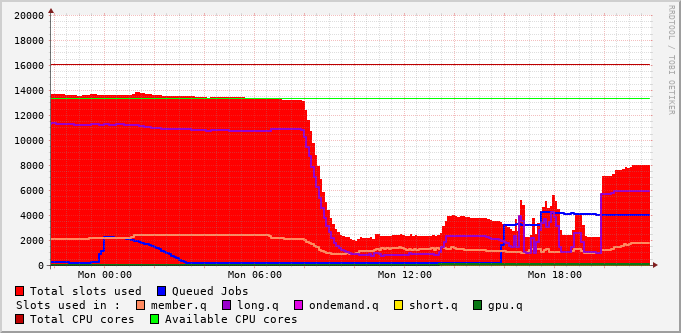 20000
18000
16000
14000
12000
10000
8000
6000
4000
2000
0
Mon 00:00 Mon 06:00 Mon 12:00 Mon 18:00
RRDTOOL / TOBI OETIKER
Total slots used Queued Jobs
Slots used in : member.q long.q ondemand.q short.q gpu.q
Total CPU cores Available CPU cores